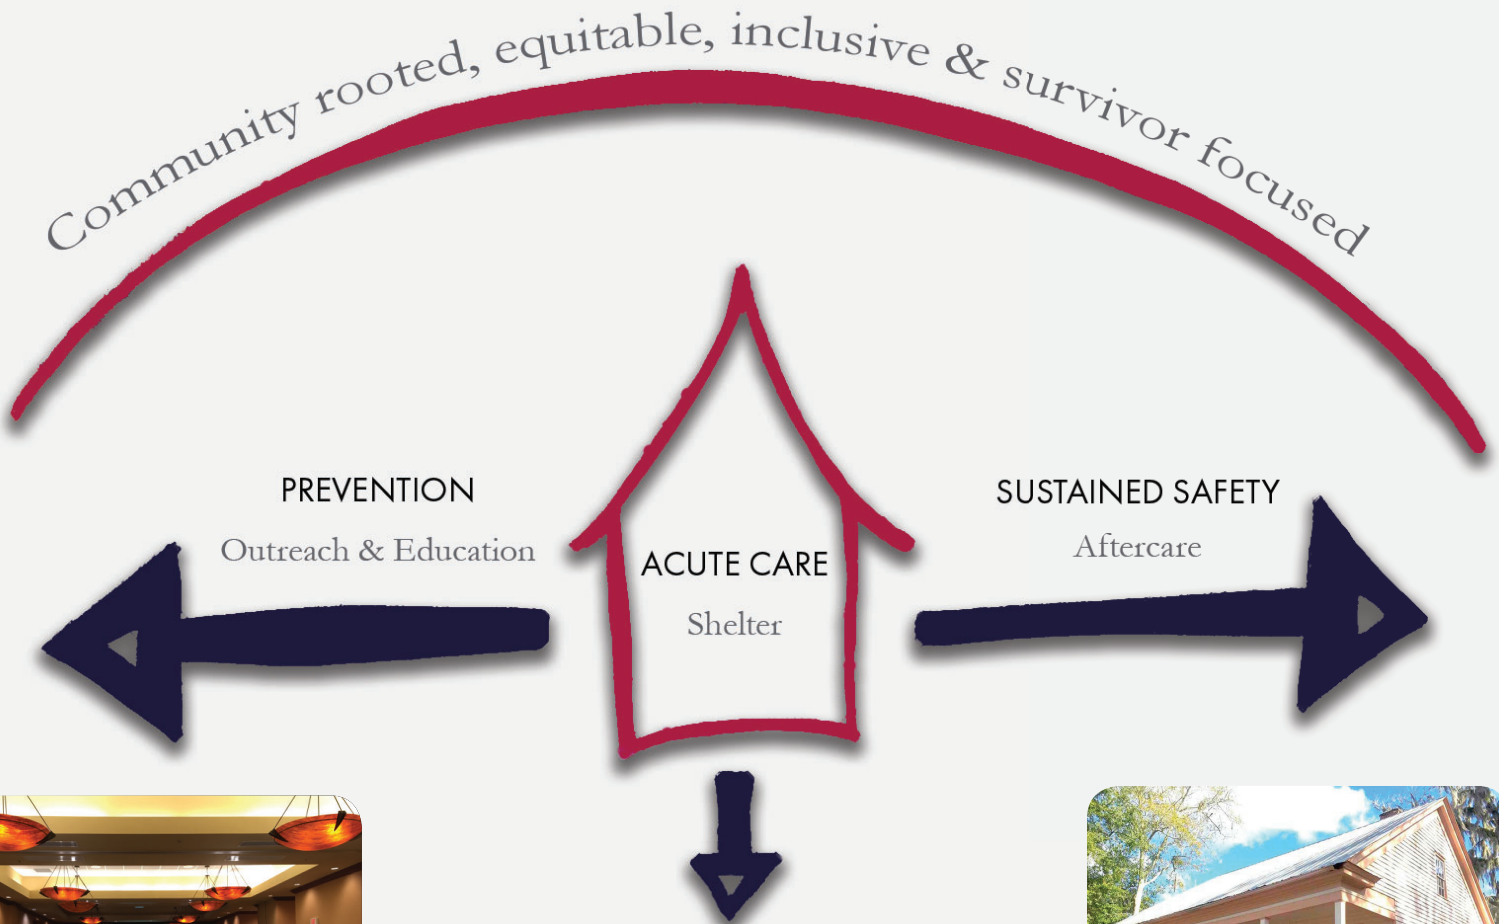 Community rooted, equitable, inclusive & survivor focused
PREVENTION
Outreach & Education
ACUTE CARE
Shelter
SUSTAINED SAFETY
Aftercare